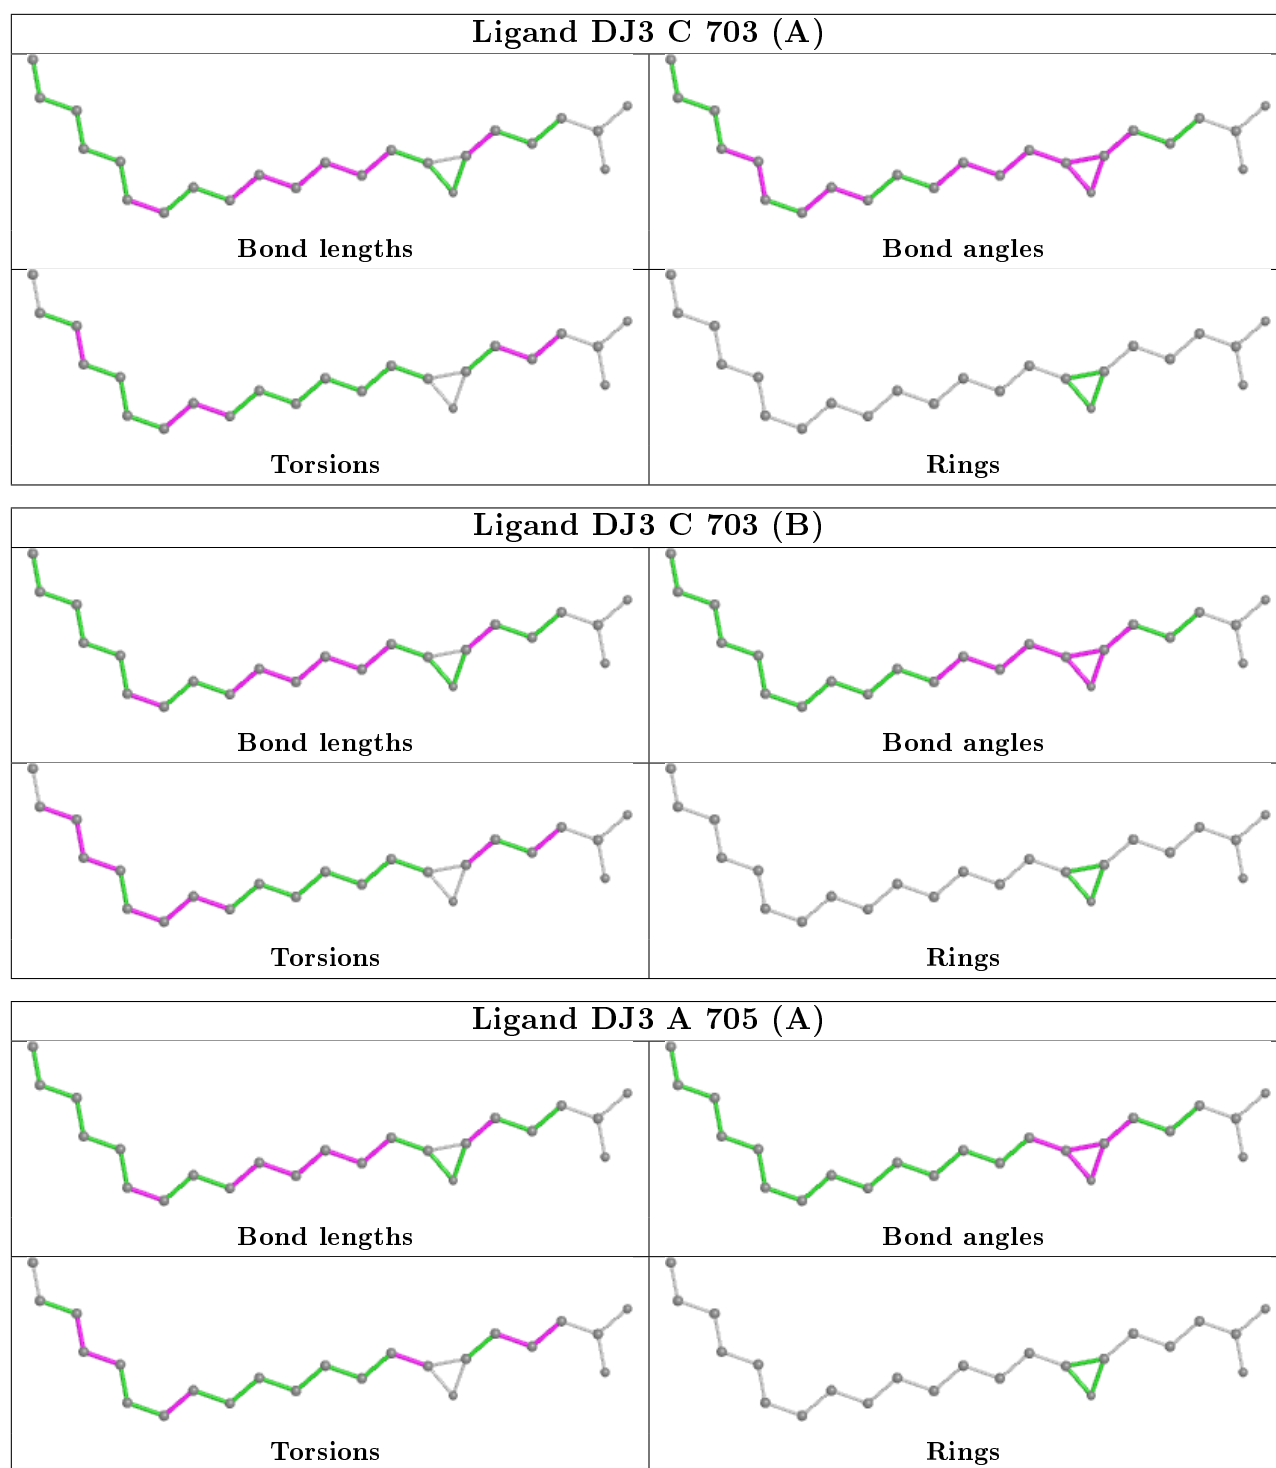 Ligand DJ3 C 703 (A)
Bond lengths
Bond angles
Torsions
Rings
Ligand DJ3 C 703 (B)
Bond lengths
Bond angles
Torsions
Rings
Ligand DJ3 A 705 (A)
Bond lengths
Bond angles
Torsions
Rings